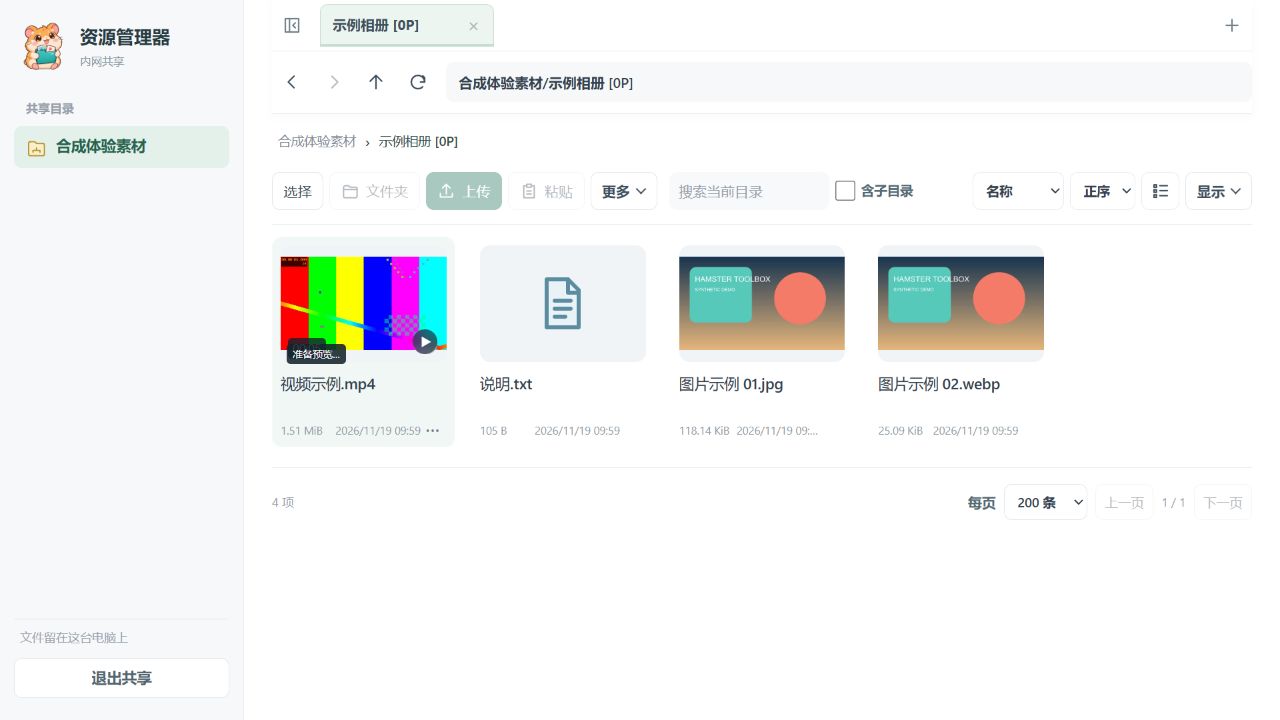 资源管理器
内网共享
共享目录
合成体验素材
文件留在这台电脑上
退出共享
示例相册 [0P]
合成体验素材/示例相册 [0P]
合成体验素材 › 示例相册 [0P]
选择 文件夹 上传 粘贴 更多 搜索当前目录 含子目录 名称 正序 显示
准备预览...
HAMSTER TOOLBOX
SYNTHETIC DEMO
HAMSTER TOOLBOX
SYNTHETIC DEMO
视频示例.mp4 说明.txt 图片示例 01.jpg 图片示例 02.webp
1.51 MiB 2026/11/19 09:59 ··· 105 B 2026/11/19 09:59 118.14 KiB 2026/11/19 09:... 25.09 KiB 2026/11/19 09:59
4 项 每页 200 条 上一页 1 / 1 下一页